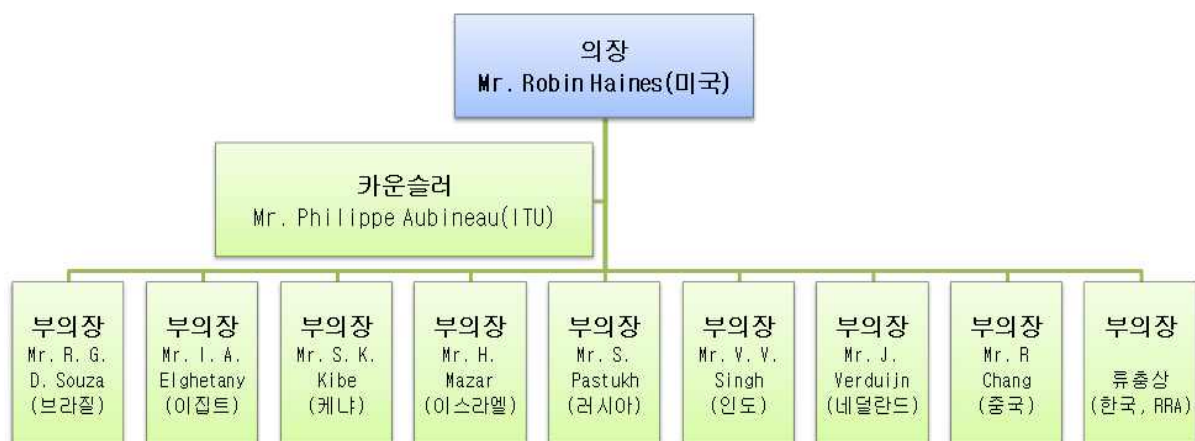 의장
Mr. Robin Haines(미국)
카운슬러
Mr. Philippe Aubineau(ITU)
부의장
Mr. R. G.
D. Souza
(브라질)
부의장
Mr. I. A.
Elghetany
(이집트)
부의장
Mr. S. K.
Kibe
(케냐)
부의장
Mr. H.
Mazar
(이스라엘)
부의장
Mr. S.
Pastukh
(러시아)
부의장
Mr. V. V.
Singh
(인도)
부의장
Mr. J.
Verduijn
(네덜란드)
부의장
Mr. R
Chang
(중국)
부의장
류충상
(한국, RRA)